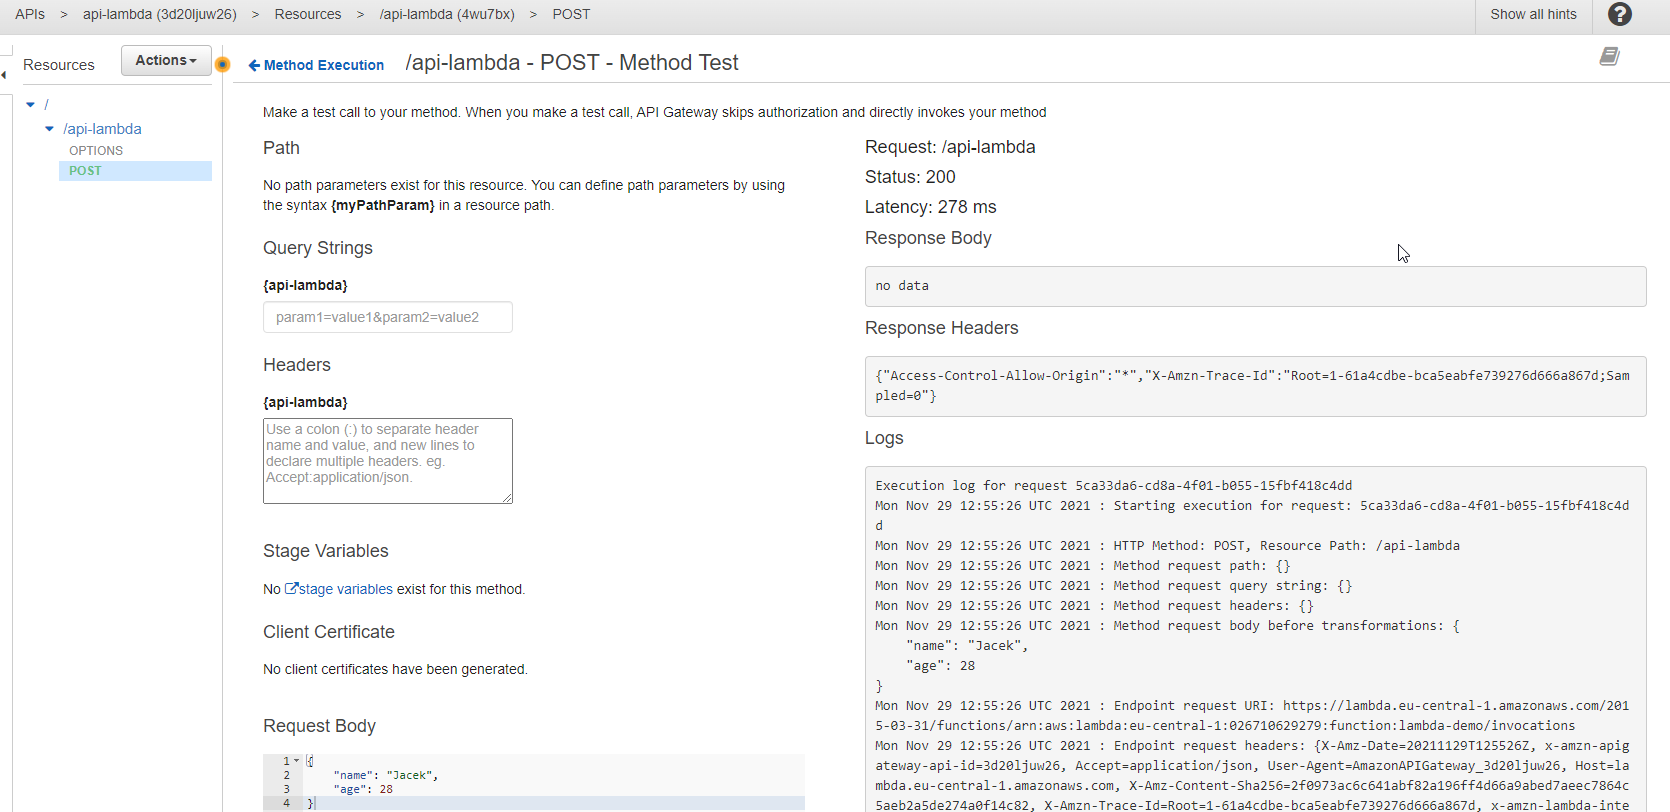 APIs > api-lambda (3d20ljuw26) > Resources > /api-lambda (4wu7bx) > POST Show all hints ?
Resources Actions
Method Execution /api-lambda - POST - Method Test
/
/api-lambda
OPTIONS
POST
Make a test call to your method. When you make a test call, API Gateway skips authorization and directly invokes your method
Path
No path parameters exist for this resource. You can define path parameters by using
the syntax {myPathParam} in a resource path.
Query Strings
{api-lambda}
param1=value1&param2=value2
Headers
{api-lambda}
Use a colon (:) to separate header
name and value, and new lines to
declare multiple headers. eg.
Accept:application/json.
Stage Variables
No stage variables exist for this method.
Client Certificate
No client certificates have been generated.
Request Body
1 {
2 "name": "Jacek",
3 "age": 28
4 }
Request: /api-lambda
Status: 200
Latency: 278 ms
Response Body
no data
Response Headers
{"Access-Control-Allow-Origin":"*","X-Amzn-Trace-Id":"Root=1-61a4cdbe-bca5eabfe739276d666a867d;Sam
pled=0"}
Logs
Execution log for request 5ca33da6-cd8a-4f01-b055-15fbf418c4dd
Mon Nov 29 12:55:26 UTC 2021 : Starting execution for request: 5ca33da6-cd8a-4f01-b055-15fbf418c4d
d
Mon Nov 29 12:55:26 UTC 2021 : HTTP Method: POST, Resource Path: /api-lambda
Mon Nov 29 12:55:26 UTC 2021 : Method request path: {}
Mon Nov 29 12:55:26 UTC 2021 : Method request query string: {}
Mon Nov 29 12:55:26 UTC 2021 : Method request headers: {}
Mon Nov 29 12:55:26 UTC 2021 : Method request body before transformations: {
"name": "Jacek",
"age": 28
}
Mon Nov 29 12:55:26 UTC 2021 : Endpoint request URI: https://lambda.eu-central-1.amazonaws.com/201
5-03-31/functions/arn:aws:lambda:eu-central-1:026710629279:function:lambda-demo/invocations
Mon Nov 29 12:55:26 UTC 2021 : Endpoint request headers: {X-Amz-Date=20211129T125526Z, x-amzn-apig
ateway-api-id=3d20ljuw26, Accept=application/json, User-Agent=AmazonAPIGateway_3d20ljuw26, Host=la
mbda.eu-central-1.amazonaws.com, X-Amz-Content-Sha256=2f0973ac6c641abf82a196ff4d66a9abed7aeec7864c
5aeb2a5de274a0f14c82, X-Amzn-Trace-Id=Root=1-61a4cdbe-bca5eabfe739276d666a867d, x-amzn-lambda-inte